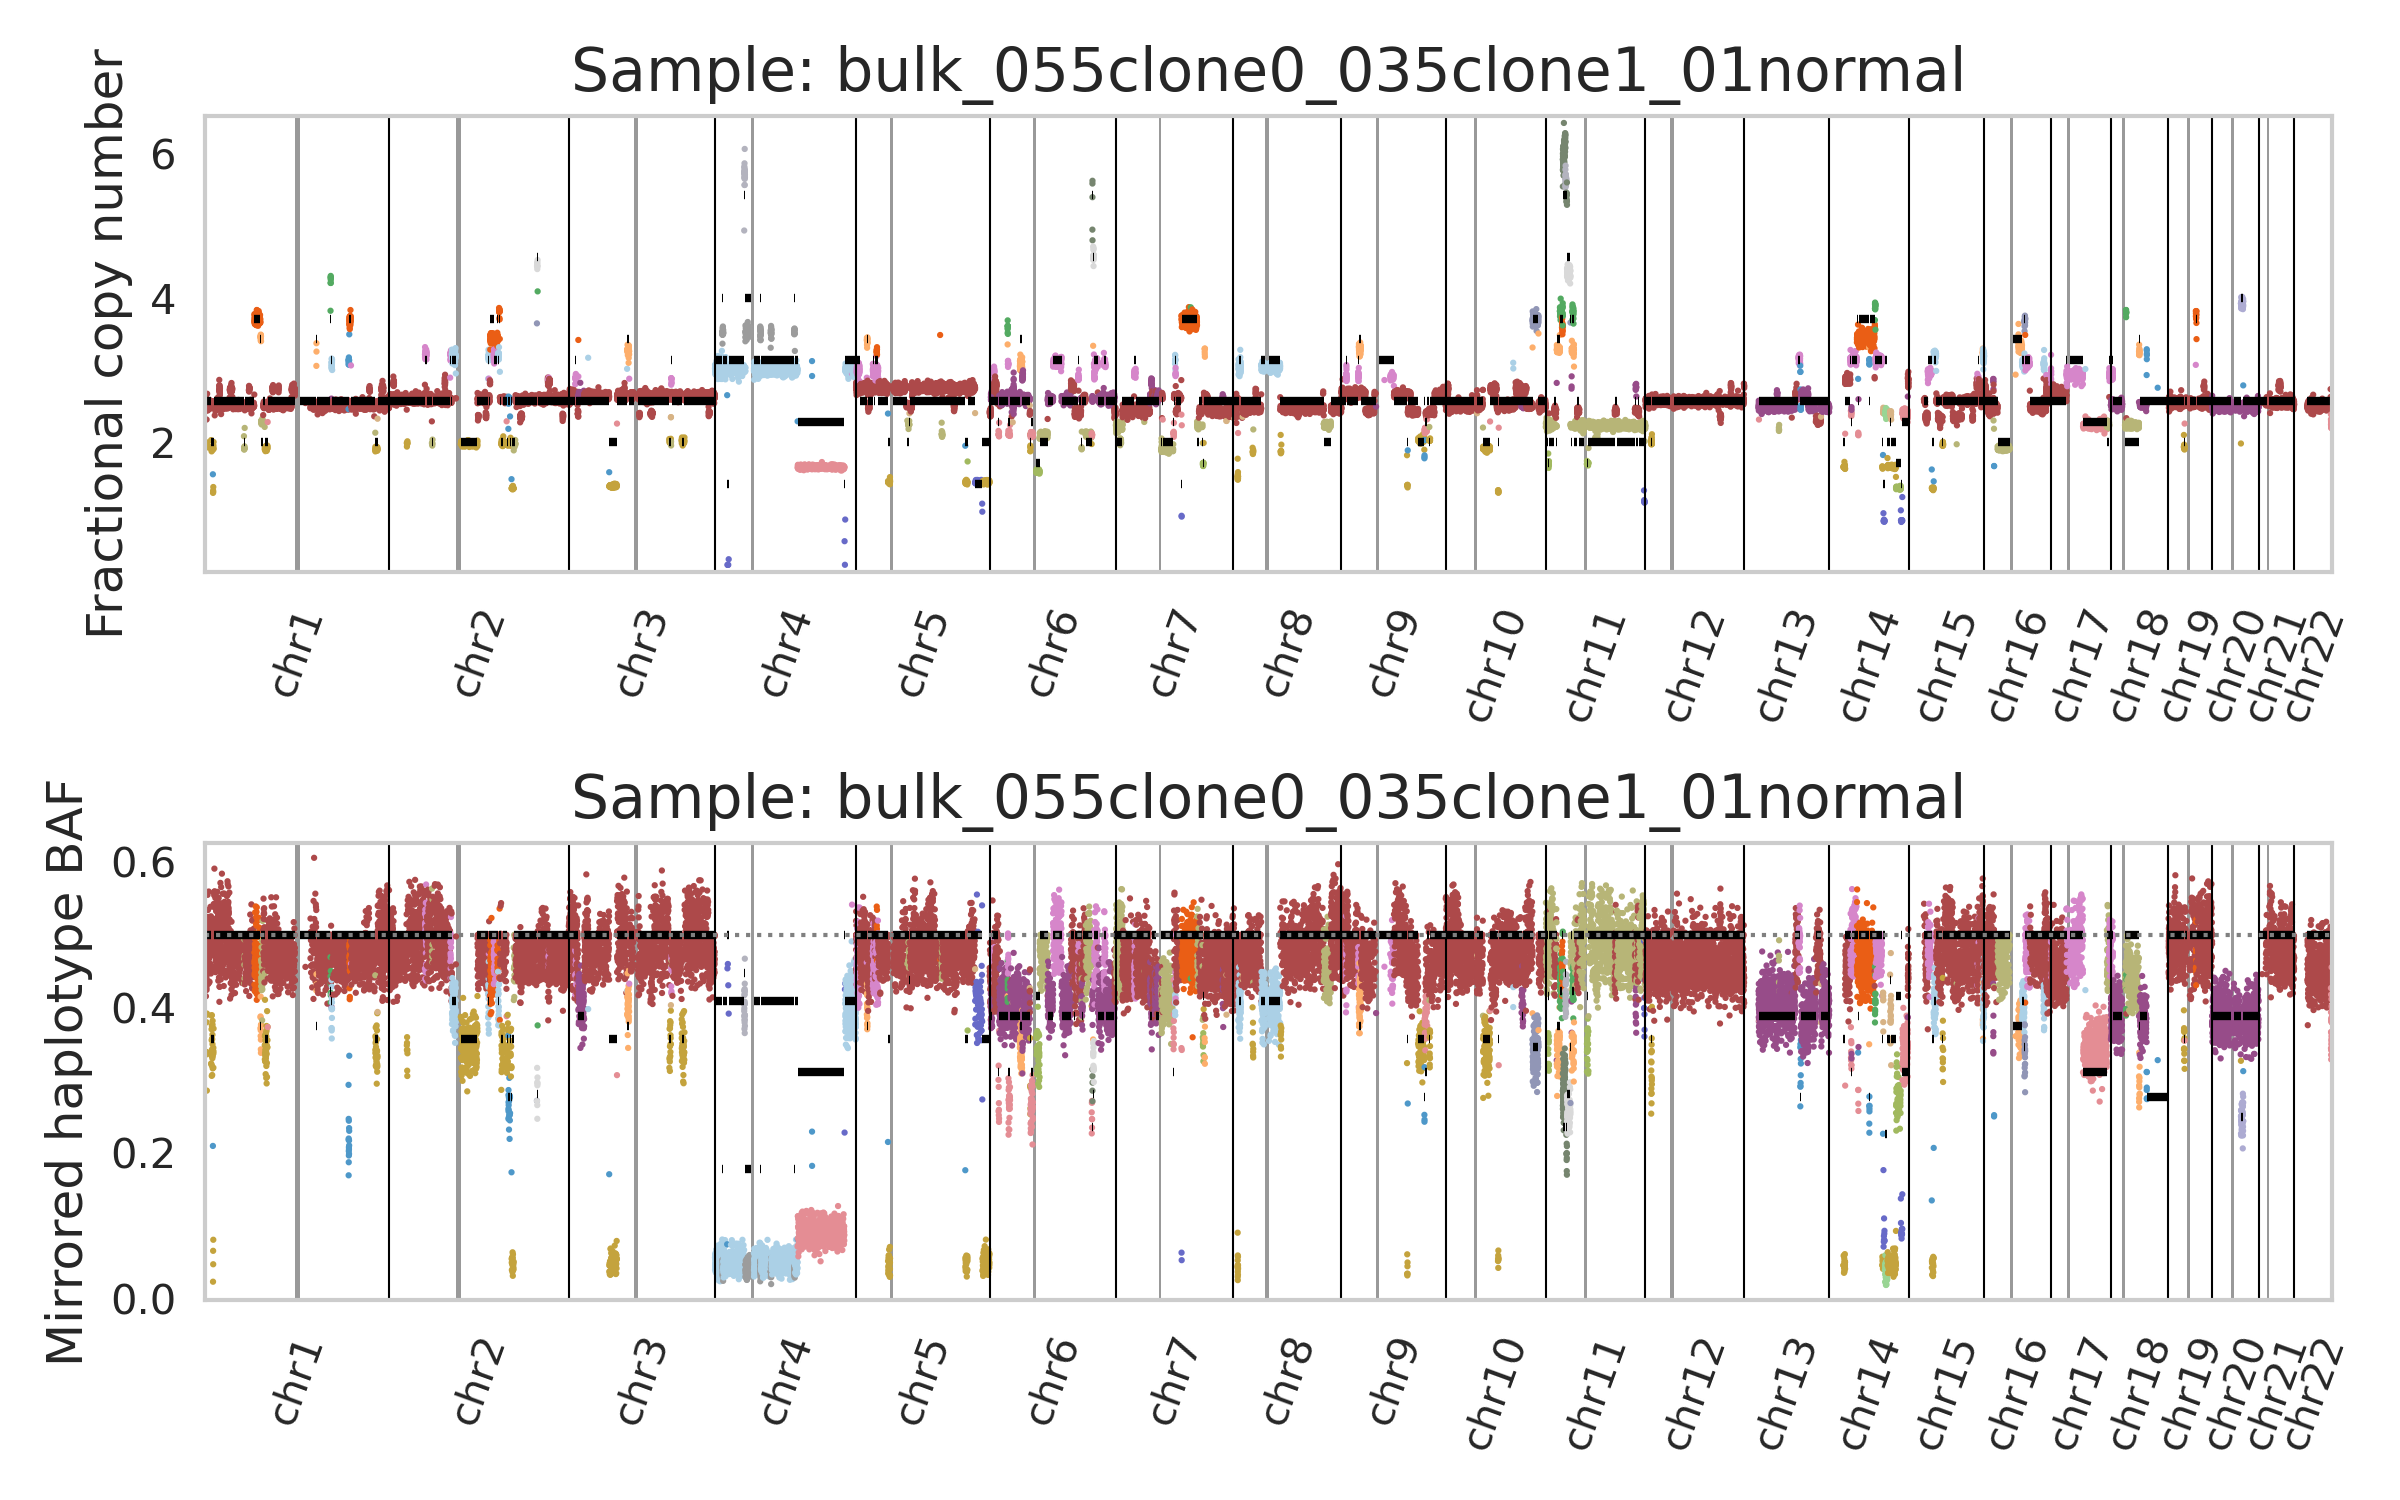 Sample: bulk_055clone0_035clone1_01normal
Fractional copy number
6
4
2
chr1
chr2
chr3
chr4
chr5
chr6
chr7
chr8
chr9
chr10
chr11
chr12
chr13
chr14
chr15
chr16
chr17
chr18
chr19
chr20
chr21
chr22
Sample: bulk_055clone0_035clone1_01normal
Mirrored haplotype BAF
0.6
0.4
0.2
0.0
chr1
chr2
chr3
chr4
chr5
chr6
chr7
chr8
chr9
chr10
chr11
chr12
chr13
chr14
chr15
chr16
chr17
chr18
chr19
chr20
chr21
chr22